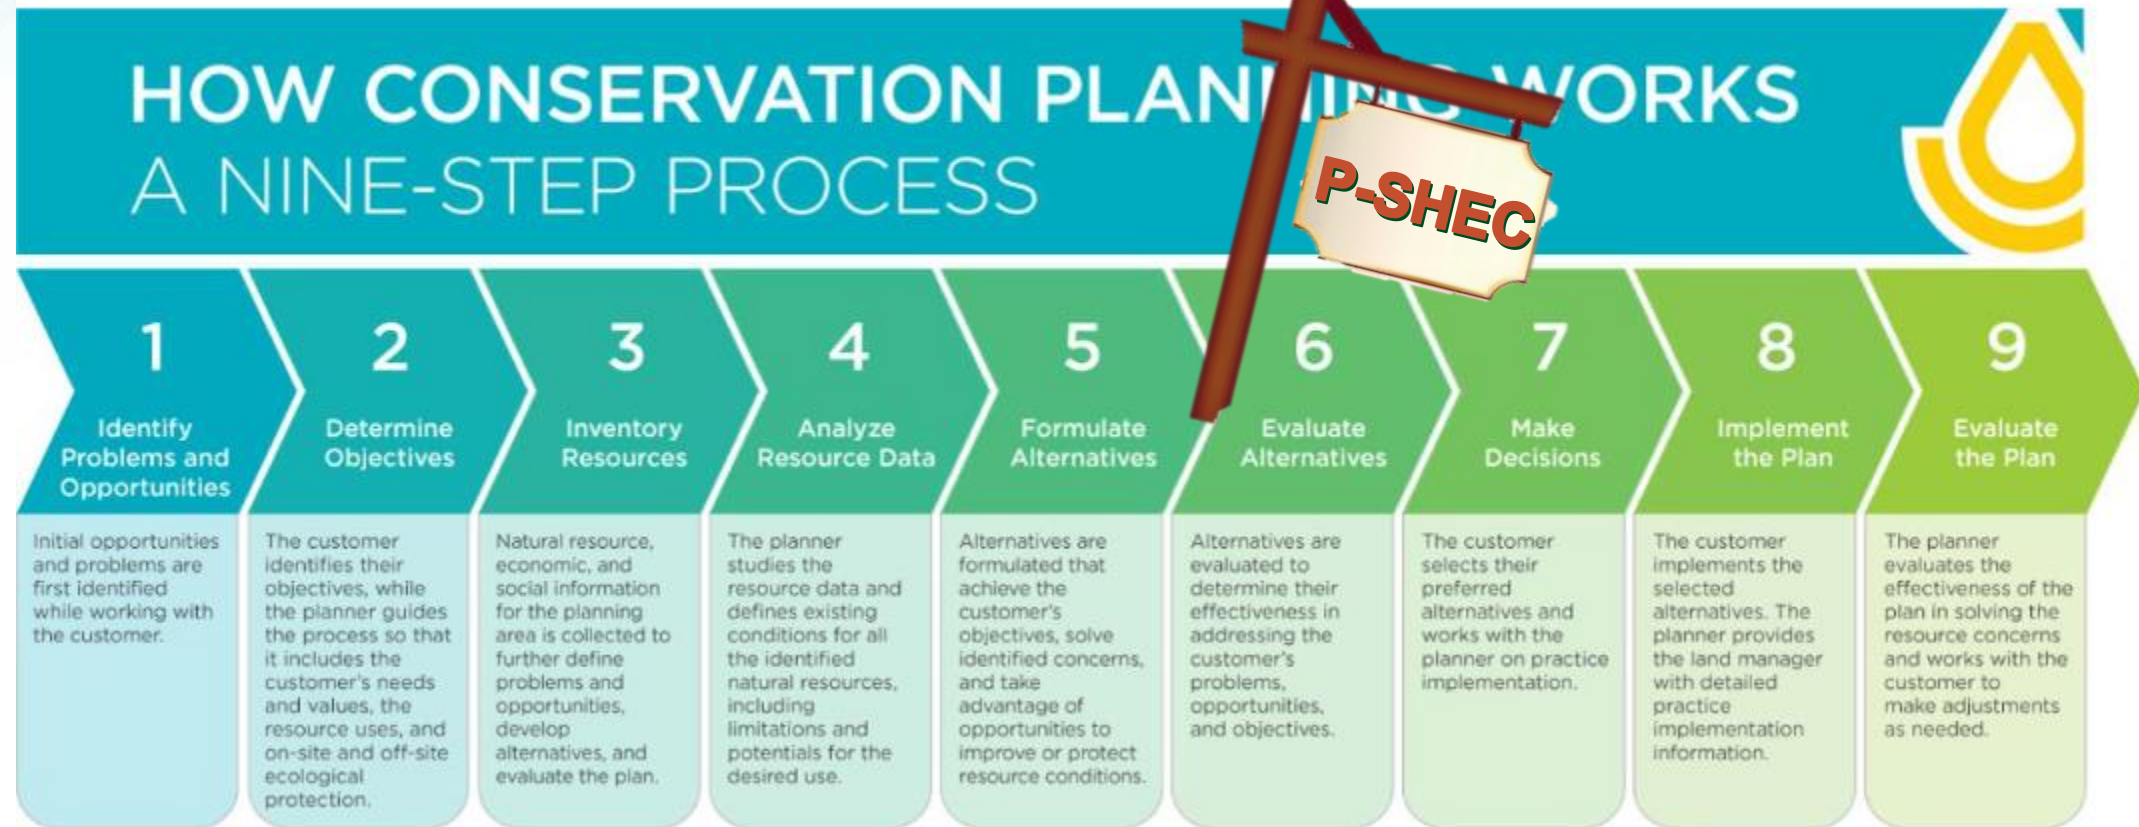 HOW CONSERVATION PLANNING WORKS
A NINE-STEP PROCESS
P-SHEC
1
Identify
Problems and
Opportunities
Initial opportunities
and problems are
first identified
while working with
the customer.
2
Determine
Objectives
The customer
identifies their
objectives, while
the planner guides
the process so that
it includes the
customer's needs
and values, the
resource uses, and
on-site and off-site
ecological
protection.
3
Inventory
Resources
Natural resource,
economic, and
social information
for the planning
area is collected to
further define
problems and
opportunities,
develop
alternatives, and
evaluate the plan.
4
Analyze
Resource Data
The planner
studies the
resource data and
defines existing
conditions for all
the identified
natural resources,
including
limitations and
potentials for the
desired use.
5
Formulate
Alternatives
Alternatives are
formulated that
achieve the
customer's
objectives, solve
identified concerns,
and take
advantage of
opportunities to
improve or protect
resource conditions.
6
Evaluate
Alternatives
Alternatives are
evaluated to
determine their
effectiveness in
addressing the
customer's
problems,
opportunities,
and objectives.
7
Make
Decisions
The customer
selects their
preferred
alternatives and
works with the
planner on practice
implementation.
8
Implement
the Plan
The customer
implements the
selected
alternatives. The
planner provides
the land manager
with detailed
practice
implementation
information.
9
Evaluate
the Plan
The planner
evaluates the
effectiveness of the
plan in solving the
resource concerns
and works with the
customer to
make adjustments
as needed.